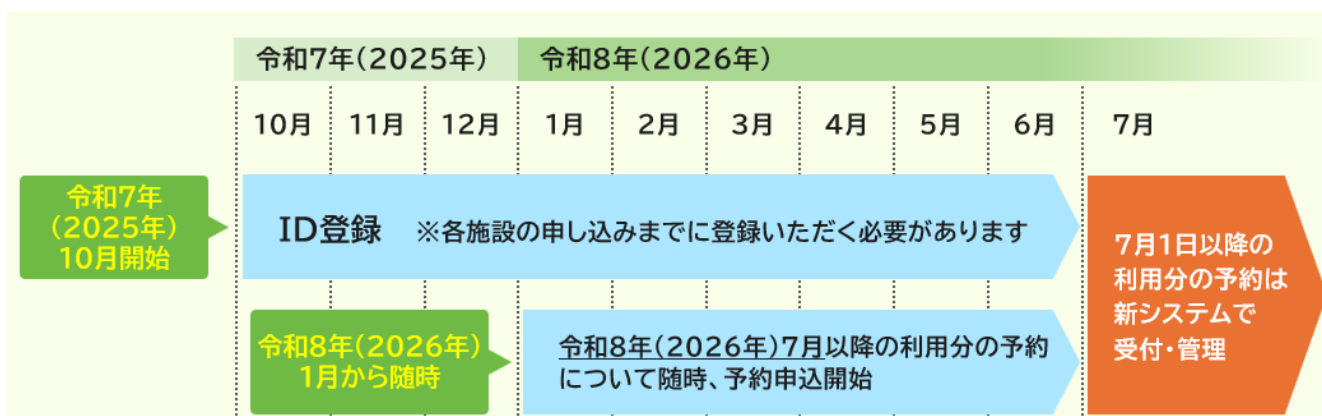 令和7年(2025年)
令和8年(2026年)
10月 11月 12月 1月 2月 3月 4月 5月 6月 7月
令和7年
(2025年)
10月開始
ID登録 ※各施設の申し込みまでに登録いただく必要があります
令和8年(2026年)
1月から随時
令和8年(2026年)7月以降の利用分の予約
について随時、予約申込開始
7月1日以降の
利用分の予約は
新システムで
受付・管理